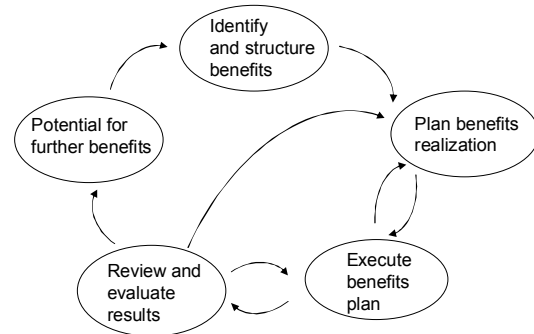 Identify
and structure
benefits
Potential for
further benefits
Plan benefits
realization
Review and
evaluate
results
Execute
benefits
plan